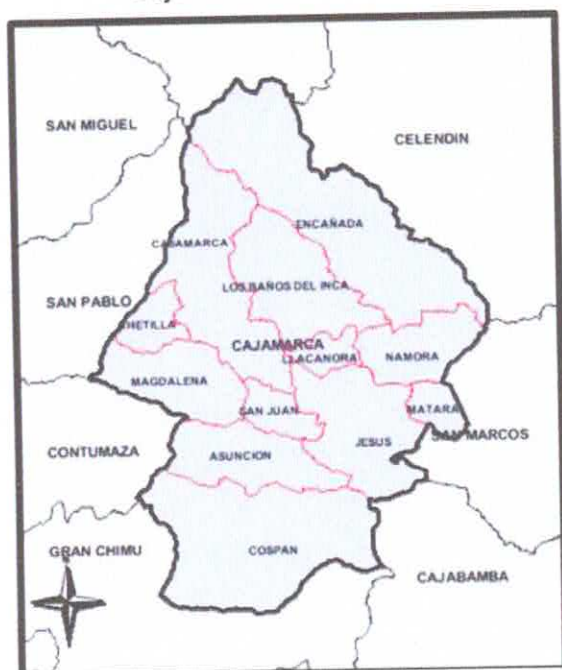 SAN MIGUEL
CELENDIN
ENCAÑADA
CAJAMARCA
LOS BAÑOS DEL INCA
SAN PABLO
CHETILLA
CAJAMARCA
LLACANORA
NAMORA
MAGDALENA
SAN JUAN
MATARA
JESUS
SAN MARCOS
CONTUMAZA
ASUNCION
GRAN CHIMU
COSPAN
CAJABAMBA